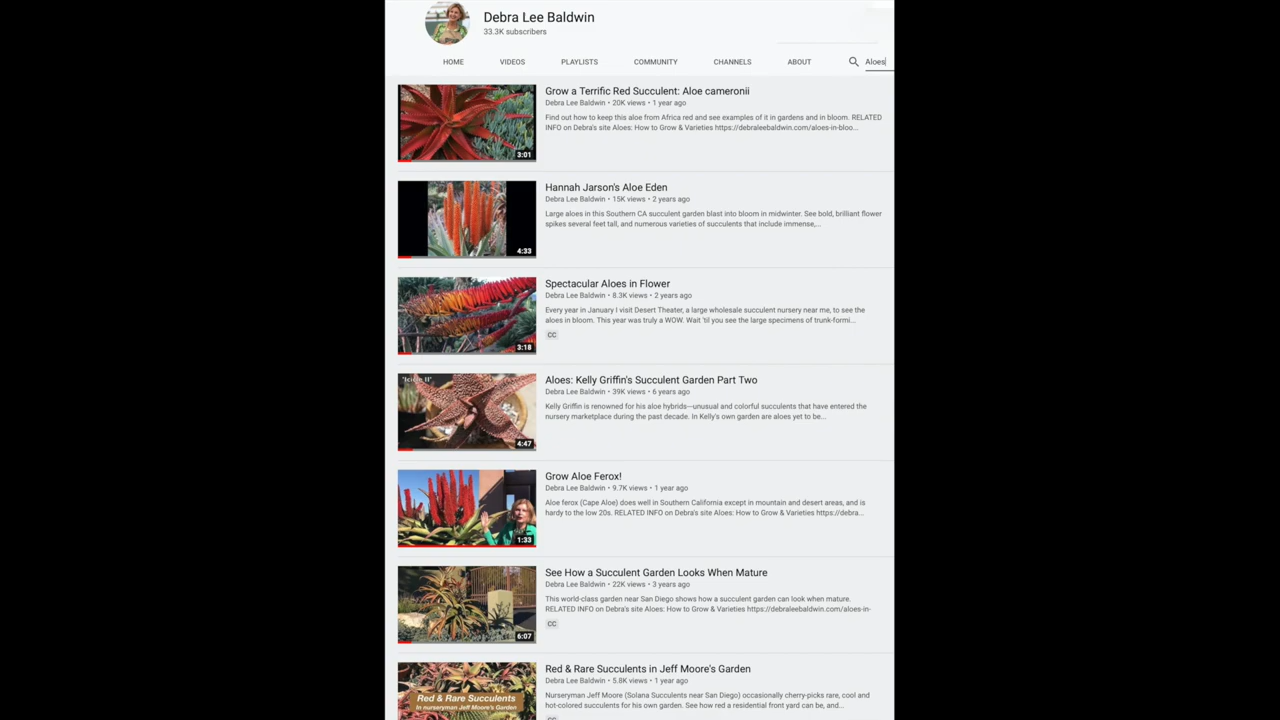 Debra Lee Baldwin
33.3K subscribers
HOME VIDEOS PLAYLISTS COMMUNITY CHANNELS ABOUT Aloes
Grow a Terrific Red Succulent: Aloe cameronii
Debra Lee Baldwin • 20K views • 1 year ago
Find out how to keep this aloe from Africa red and see examples of it in gardens and in bloom. RELATED
INFO on Debra's site Aloes: How to Grow & Varieties https://debraleebaldwin.com/aloes-in-bloo...
3:01
Hannah Jarson's Aloe Eden
Debra Lee Baldwin • 15K views • 2 years ago
Large aloes in this Southern CA succulent garden blast into bloom in midwinter. See bold, brilliant flower
spikes several feet tall, and numerous varieties of succulents that include immense,...
4:33
Spectacular Aloes in Flower
Debra Lee Baldwin • 8.3K views • 2 years ago
Every year in January I visit Desert Theater, a large wholesale succulent nursery near me, to see the
aloes in bloom. This year was truly a WOW. Wait 'til you see the large specimens of trunk-formi...
CC
3:18
"Icicle II"
Aloes: Kelly Griffin's Succulent Garden Part Two
Debra Lee Baldwin • 39K views • 6 years ago
Kelly Griffin is renowned for his aloe hybrids—unusual and colorful succulents that have entered the
nursery marketplace during the past decade. In Kelly's own garden are aloes yet to be...
4:47
Grow Aloe Ferox!
Debra Lee Baldwin • 9.7K views • 1 year ago
Aloe ferox (Cape Aloe) does well in Southern California except in mountain and desert areas, and is
hardy to the low 20s. RELATED INFO on Debra's site Aloes: How to Grow & Varieties https://debra...
1:33
See How a Succulent Garden Looks When Mature
Debra Lee Baldwin • 22K views • 3 years ago
This world-class garden near San Diego shows how a succulent garden can look when mature.
RELATED INFO on Debra's site Aloes: How to Grow & Varieties https://debraleebaldwin.com/aloes-in-
CC
6:07
Red & Rare Succulents in Jeff Moore's Garden
Debra Lee Baldwin • 5.8K views • 1 year ago
Nurseryman Jeff Moore (Solana Succulents near San Diego) occasionally cherry-picks rare, cool and
hot-colored succulents for his own garden. See how red a residential front yard can be, and...
Red & Rare Succulents
In nurseryman Jeff Moore's Garden